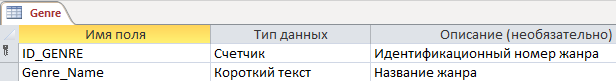 Genre
Имя поля Тип данных Описание (необязательно)
ID_GENRE Счетчик Идентификационный номер жанра
Genre_Name Короткий текст Название жанра